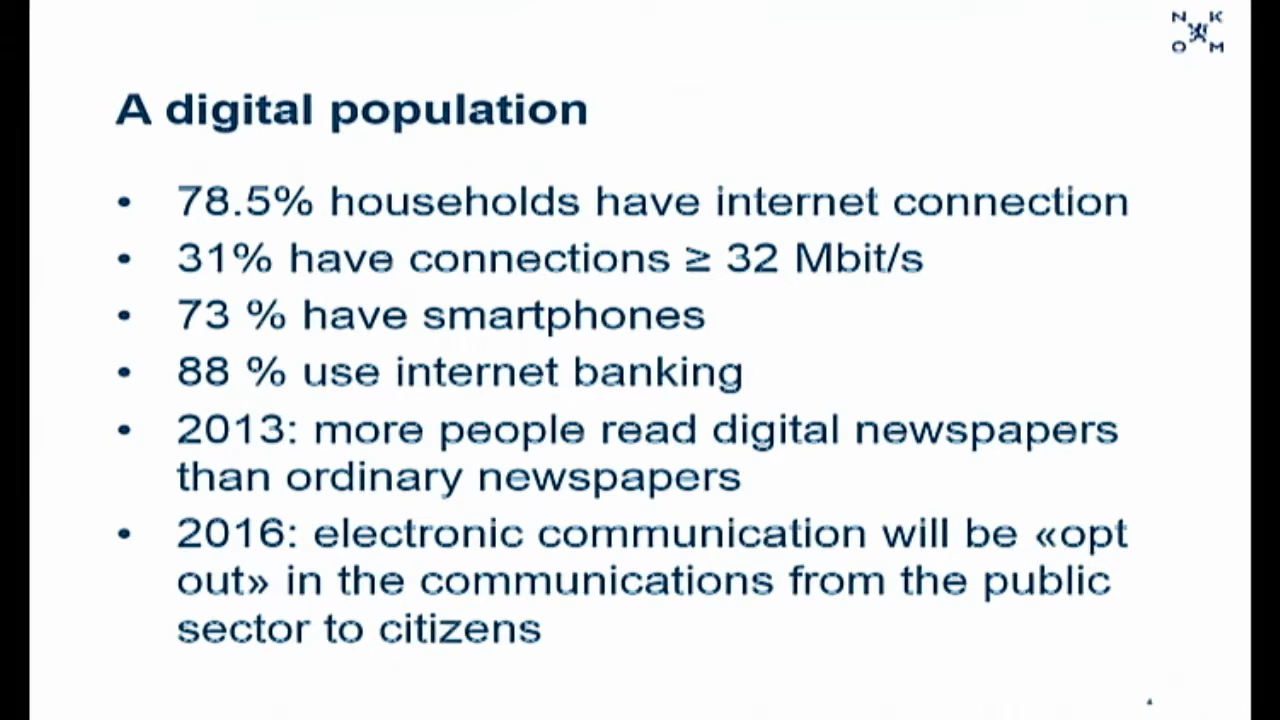 N K
O M
A digital population
• 78.5% households have internet connection
• 31% have connections ≥ 32 Mbit/s
• 73 % have smartphones
• 88 % use internet banking
• 2013: more people read digital newspapers
than ordinary newspapers
• 2016: electronic communication will be «opt
out» in the communications from the public
sector to citizens